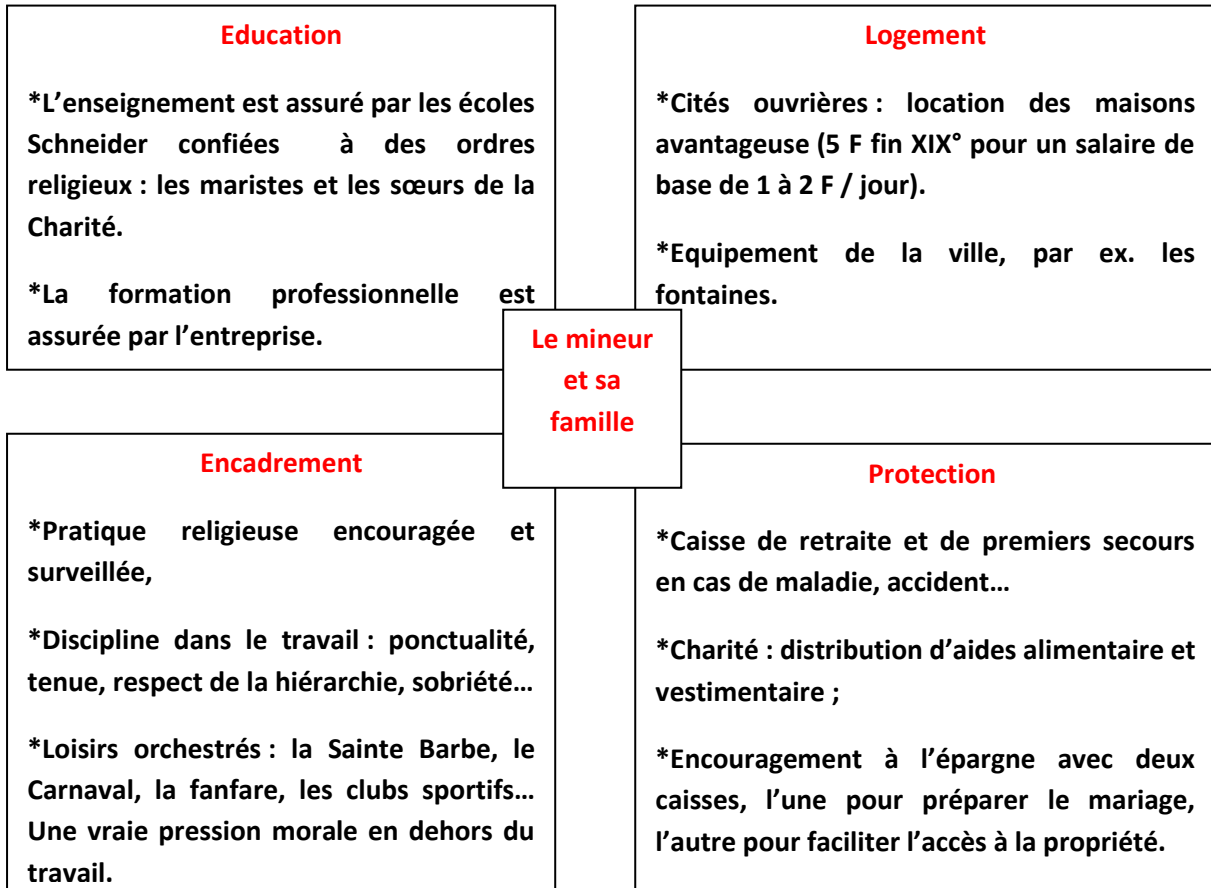 Education
*L’enseignement est assuré par les écoles
Schneider confiées à des ordres
religieux : les maristes et les sœurs de la
Charité.
*La formation professionnelle est
assurée par l’entreprise.
Logement
*Cités ouvrières : location des maisons
avantageuse (5 F fin XIX° pour un salaire de
base de 1 à 2 F / jour).
*Equipement de la ville, par ex. les
fontaines.
Le mineur
et sa
famille
Encadrement
*Pratique religieuse encouragée et
surveillée,
*Discipline dans le travail : ponctualité,
tenue, respect de la hiérarchie, sobriété…
*Loisirs orchestrés : la Sainte Barbe, le
Carnaval, la fanfare, les clubs sportifs…
Une vraie pression morale en dehors du
travail.
Protection
*Caisse de retraite et de premiers secours
en cas de maladie, accident…
*Charité : distribution d’aides alimentaire et
vestimentaire ;
*Encouragement à l’épargne avec deux
caisses, l’une pour préparer le mariage,
l’autre pour faciliter l’accès à la propriété.